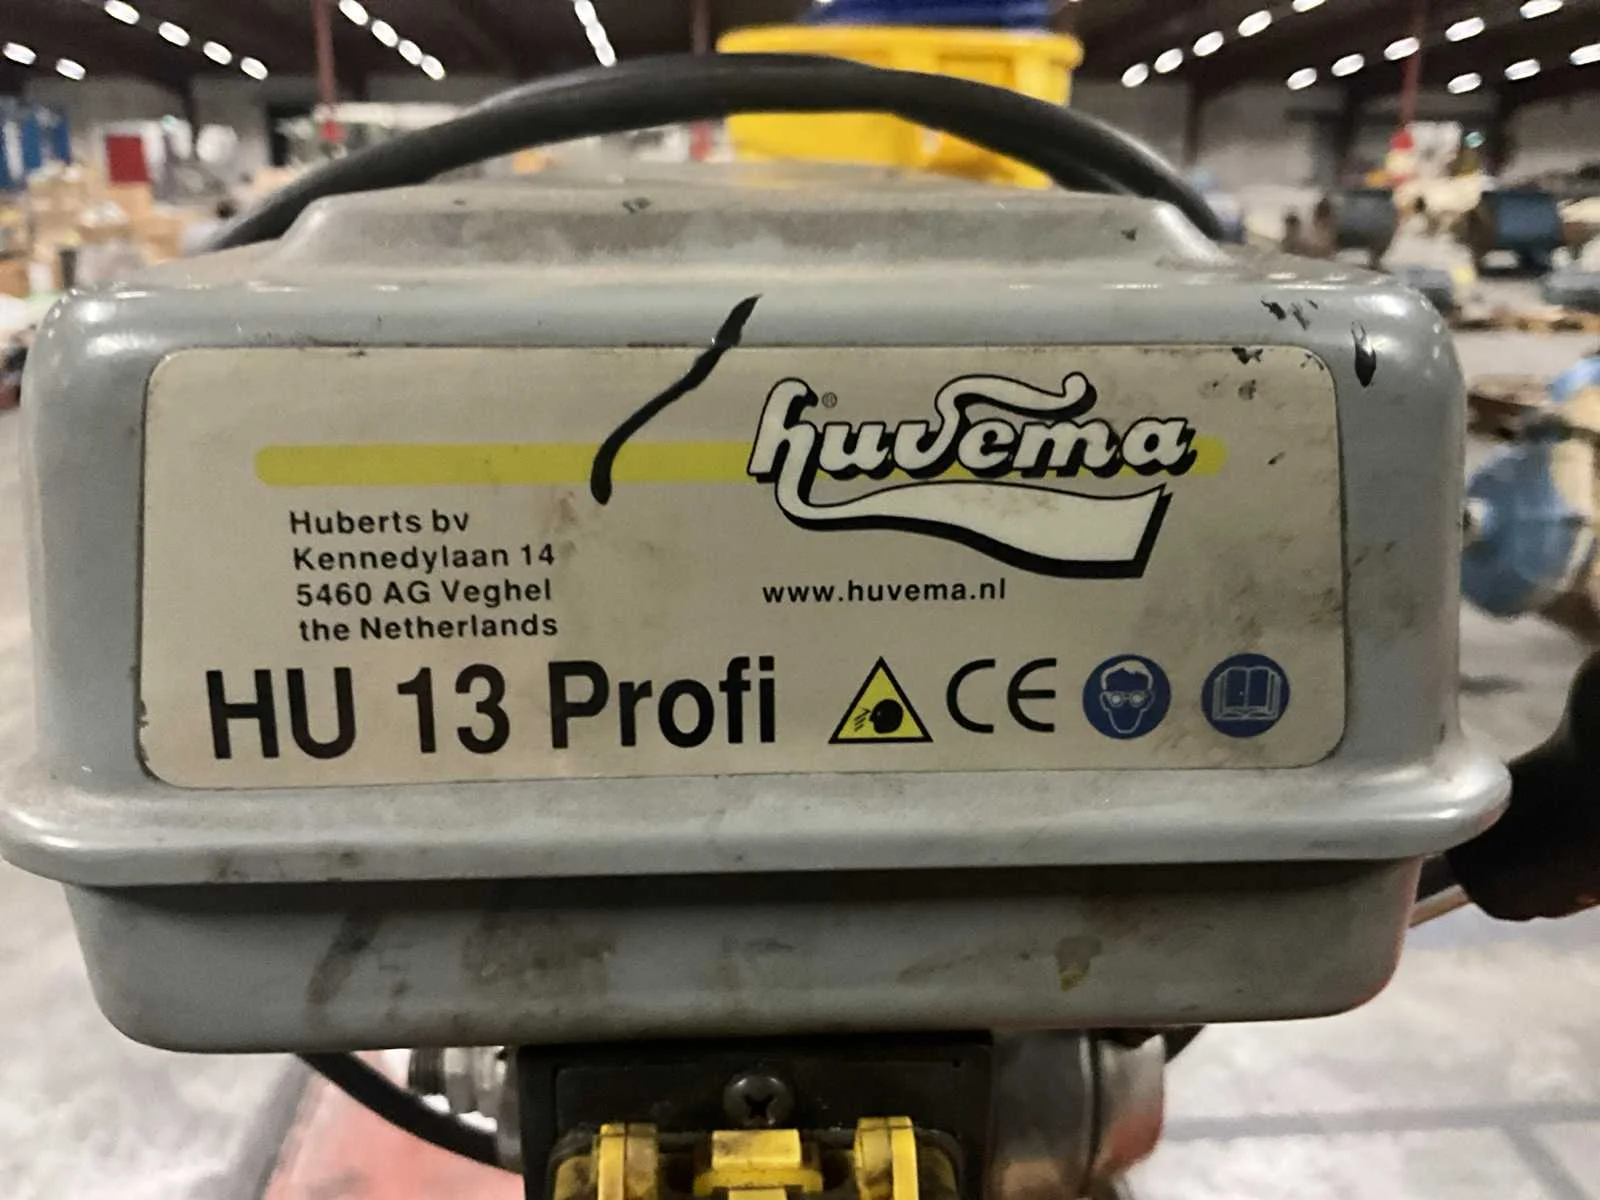 huvema®
Huberts bv
Kennedylaan 14
5460 AG Veghel
the Netherlands
www.huvema.nl
HU 13 Profi
CE